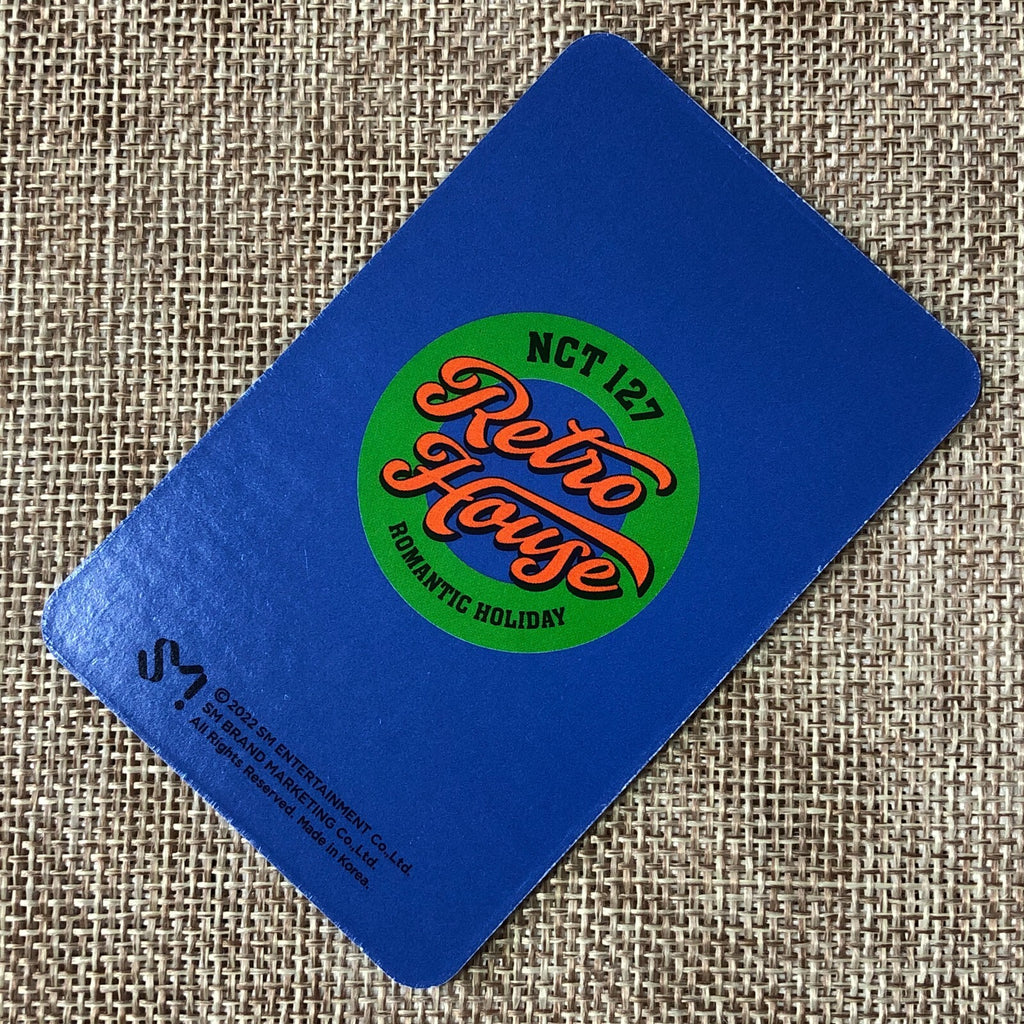 NCT 127
Retro
House
ROMANTIC HOLIDAY
SM
© 2022 SM ENTERTAINMENT Co.,Ltd.
SM BRAND MARKETING Co.,Ltd.
All Rights Reserved. Made in Korea.